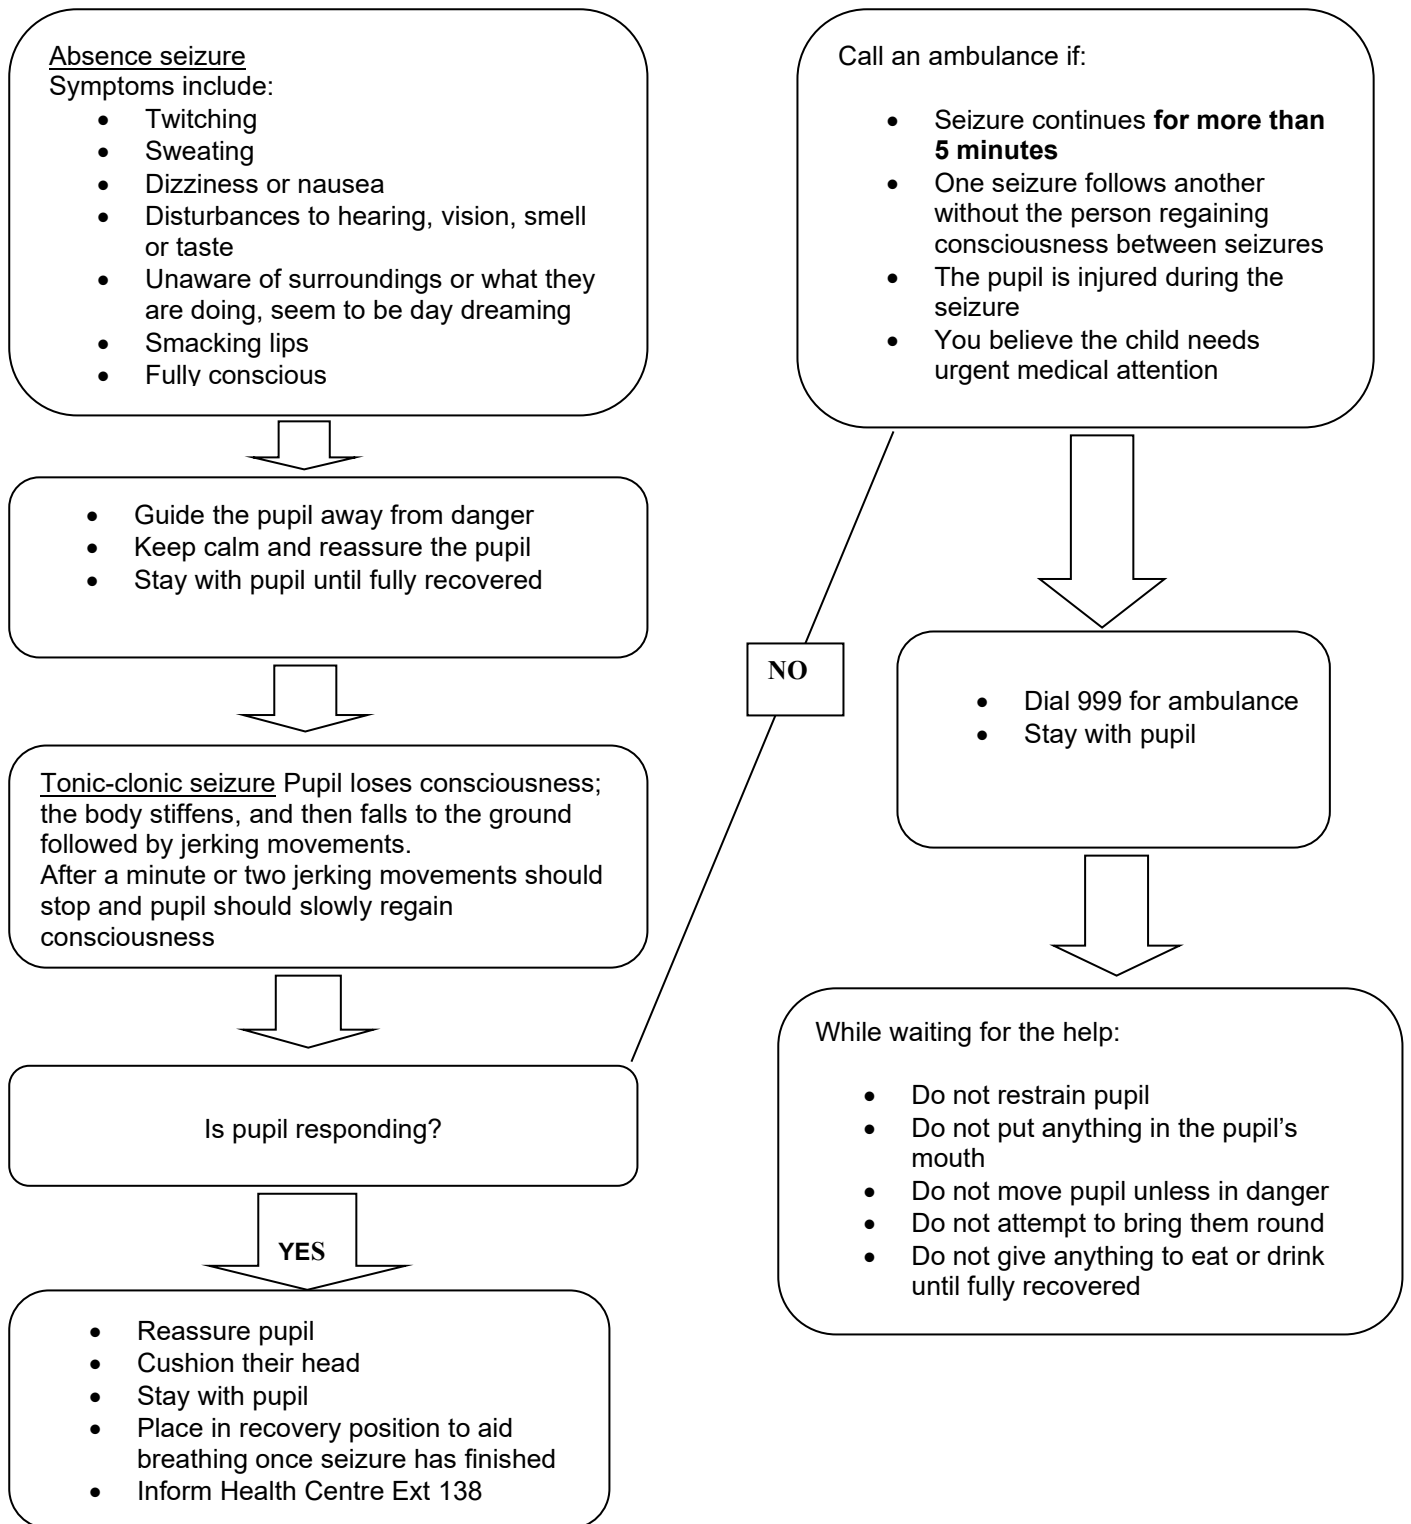 Absence seizure
Symptoms include:
• Twitching
• Sweating
• Dizziness or nausea
• Disturbances to hearing, vision, smell
or taste
• Unaware of surroundings or what they
are doing, seem to be day dreaming
• Smacking lips
• Fully conscious
• Guide the pupil away from danger
• Keep calm and reassure the pupil
• Stay with pupil until fully recovered
Tonic-clonic seizure Pupil loses consciousness;
the body stiffens, and then falls to the ground
followed by jerking movements.
After a minute or two jerking movements should
stop and pupil should slowly regain
consciousness
Is pupil responding?
YES
• Reassure pupil
• Cushion their head
• Stay with pupil
• Place in recovery position to aid
breathing once seizure has finished
• Inform Health Centre Ext 138
NO
Call an ambulance if:
• Seizure continues for more than
5 minutes
• One seizure follows another
without the person regaining
consciousness between seizures
• The pupil is injured during the
seizure
• You believe the child needs
urgent medical attention
• Dial 999 for ambulance
• Stay with pupil
While waiting for the help:
• Do not restrain pupil
• Do not put anything in the pupil’s
mouth
• Do not move pupil unless in danger
• Do not attempt to bring them round
• Do not give anything to eat or drink
until fully recovered